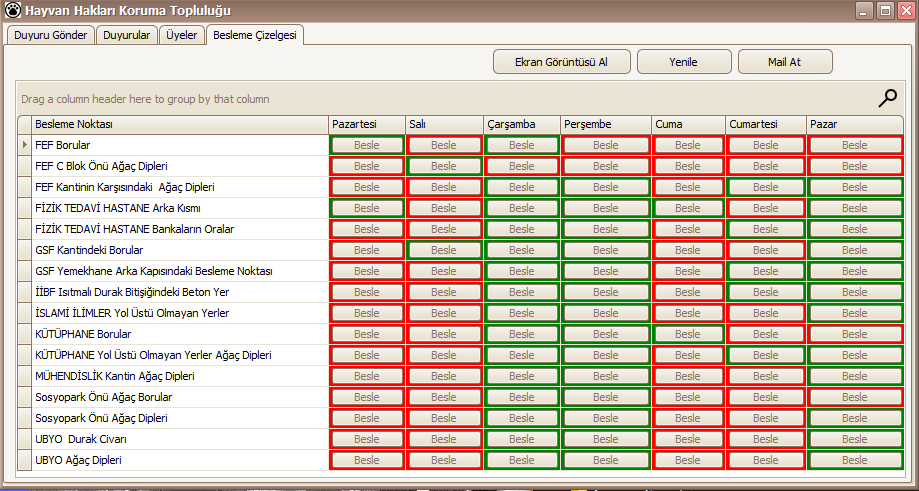 Hayvan Hakları Koruma Topluluğu
Duyuru Gönder Duyurular Üyeler Besleme Çizelgesi
Ekran Görüntüsü Al Yenile Mail At
Drag a column header here to group by that column
Besleme Noktası Pazartesi Salı Çarşamba Perşembe Cuma Cumartesi Pazar
FEF Borular Besle Besle Besle Besle Besle Besle Besle
FEF C Blok Önü Ağaç Dipleri Besle Besle Besle Besle Besle Besle Besle
FEF Kantinin Karşısındaki Ağaç Dipleri Besle Besle Besle Besle Besle Besle Besle
FİZİK TEDAVİ HASTANE Arka Kısmı Besle Besle Besle Besle Besle Besle Besle
FİZİK TEDAVİ HASTANE Bankaların Oralar Besle Besle Besle Besle Besle Besle Besle
GSF Kantindeki Borular Besle Besle Besle Besle Besle Besle Besle
GSF Yemekhane Arka Kapısındaki Besleme Noktası Besle Besle Besle Besle Besle Besle Besle
İİBF Isıtmalı Durak Bitişiğindeki Beton Yer Besle Besle Besle Besle Besle Besle Besle
İSLAMİ İLİMLER Yol Üstü Olmayan Yerler Besle Besle Besle Besle Besle Besle Besle
KÜTÜPHANE Borular Besle Besle Besle Besle Besle Besle Besle
KÜTÜPHANE Yol Üstü Olmayan Yerler Ağaç Dipleri Besle Besle Besle Besle Besle Besle Besle
MÜHENDİSLİK Kantin Ağaç Dipleri Besle Besle Besle Besle Besle Besle Besle
Sosyopark Önü Ağaç Borular Besle Besle Besle Besle Besle Besle Besle
Sosyopark Önü Ağaç Dipleri Besle Besle Besle Besle Besle Besle Besle
UBYO Durak Civarı Besle Besle Besle Besle Besle Besle Besle
UBYO Ağaç Dipleri Besle Besle Besle Besle Besle Besle Besle